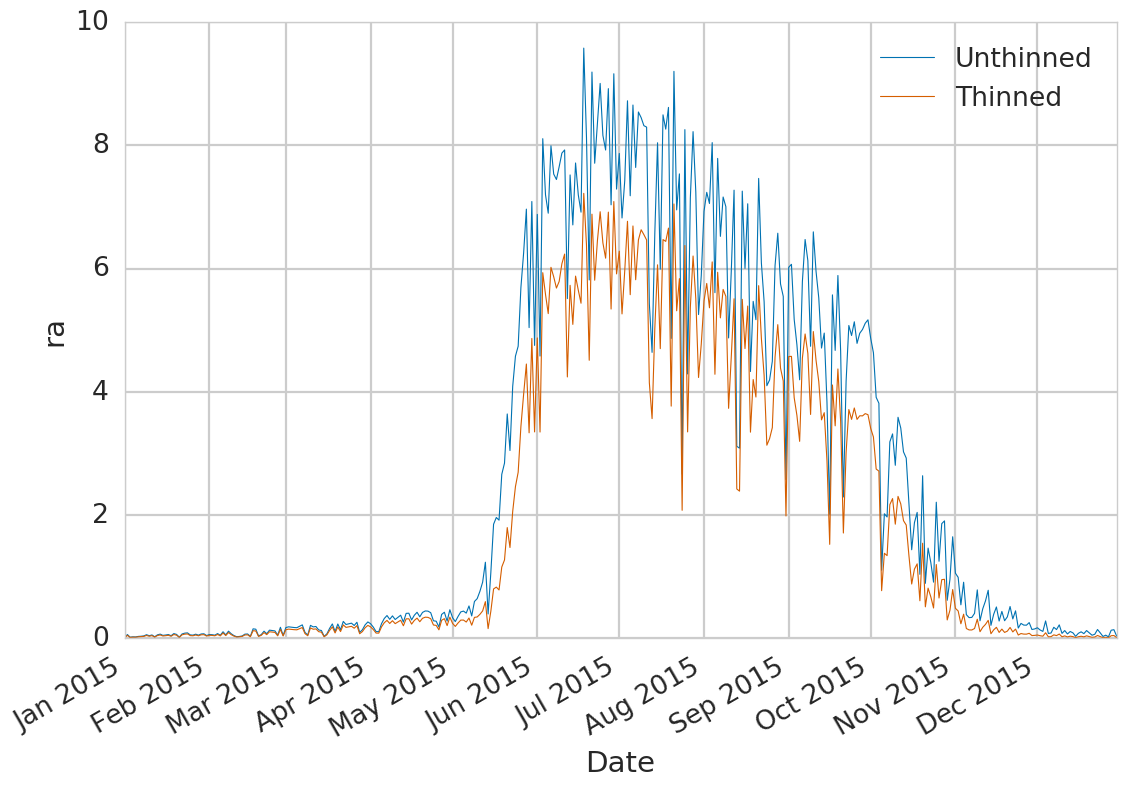 10
8
6
4
2
0
ra
Unthinned
Thinned
Jan 2015
Feb 2015
Mar 2015
Apr 2015
May 2015
Jun 2015
Jul 2015
Aug 2015
Sep 2015
Oct 2015
Nov 2015
Dec 2015
Date